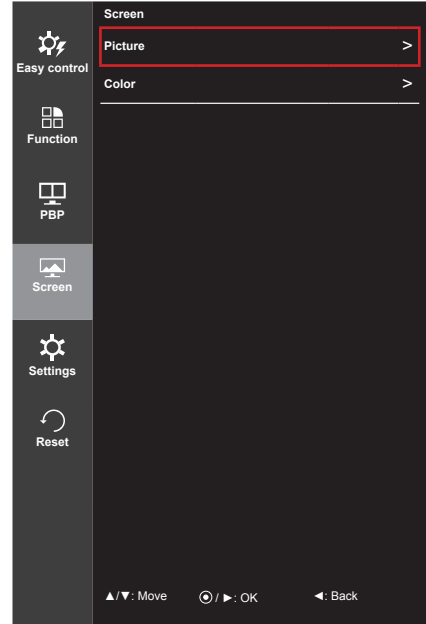 Screen
Picture >
Color >
Easy control
Function
PBP
Screen
Settings
Reset
▲/▼: Move ⦿ / ►: OK ◄: Back